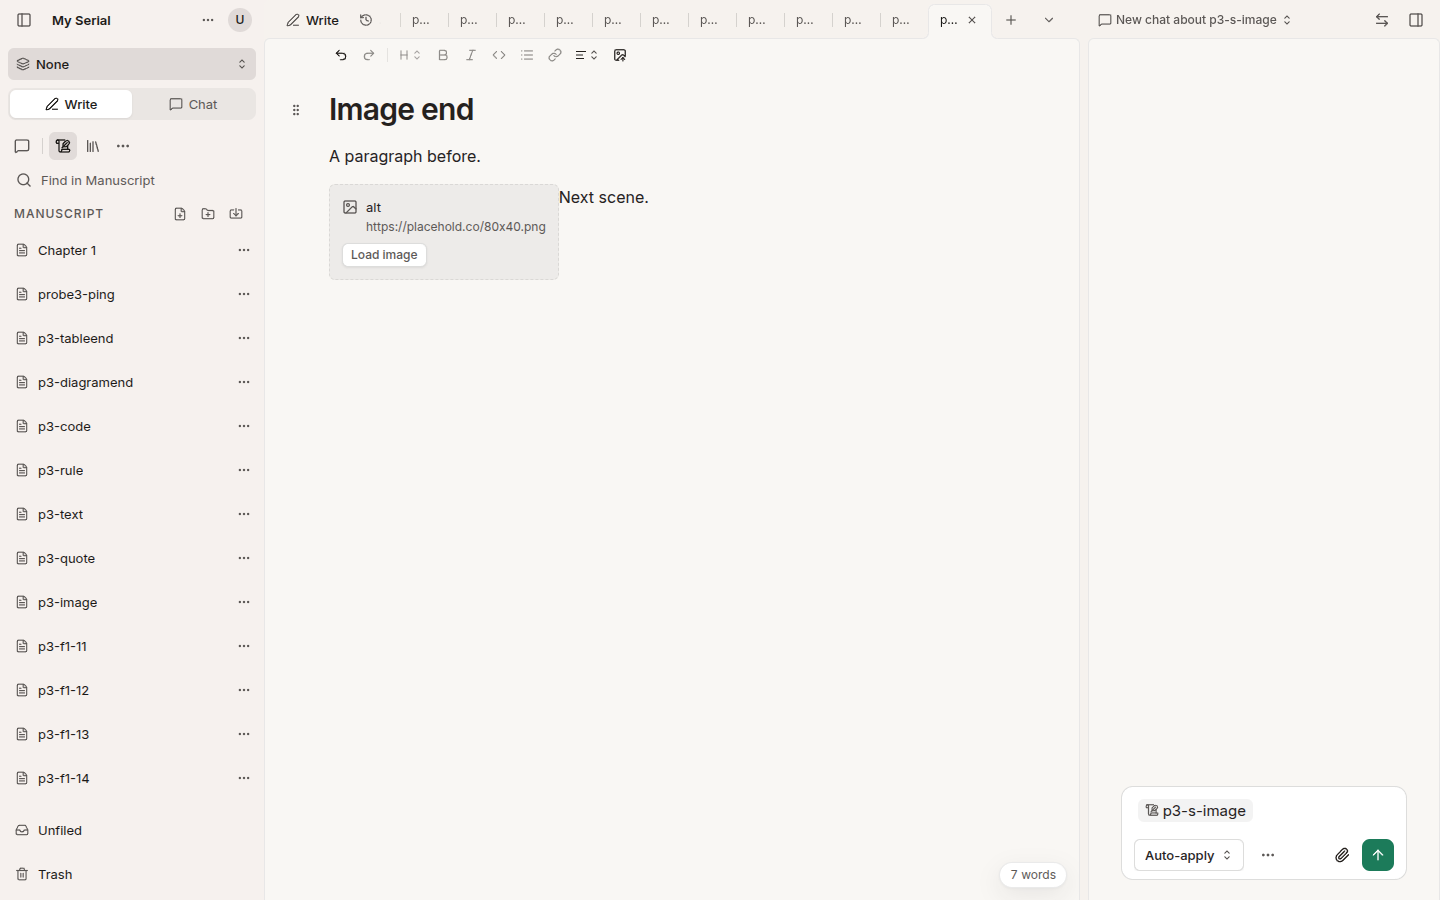 My Serial
U
None
Write
Chat
Find in Manuscript
MANUSCRIPT
Chapter 1
probe3-ping
p3-tableend
p3-diagramend
p3-code
p3-rule
p3-text
p3-quote
p3-image
p3-f1-11
p3-f1-12
p3-f1-13
p3-f1-14
Unfiled
Trash
Write
p...
p...
p...
p...
p...
p...
p...
p...
p...
p...
p...
p...
H
B
I
Image end
A paragraph before.
alt
https://placehold.co/80x40.png
Load image
Next scene.
7 words
New chat about p3-s-image
p3-s-image
Auto-apply